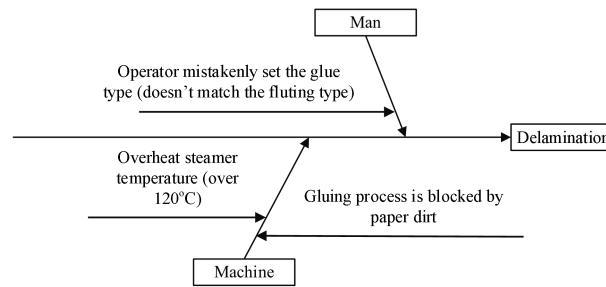 Man
Operator mistakenly set the glue
type (doesn't match the fluting type)
Delamination
Overheat steamer
temperature (over
120°C)
Gluing process is blocked by
paper dirt
Machine